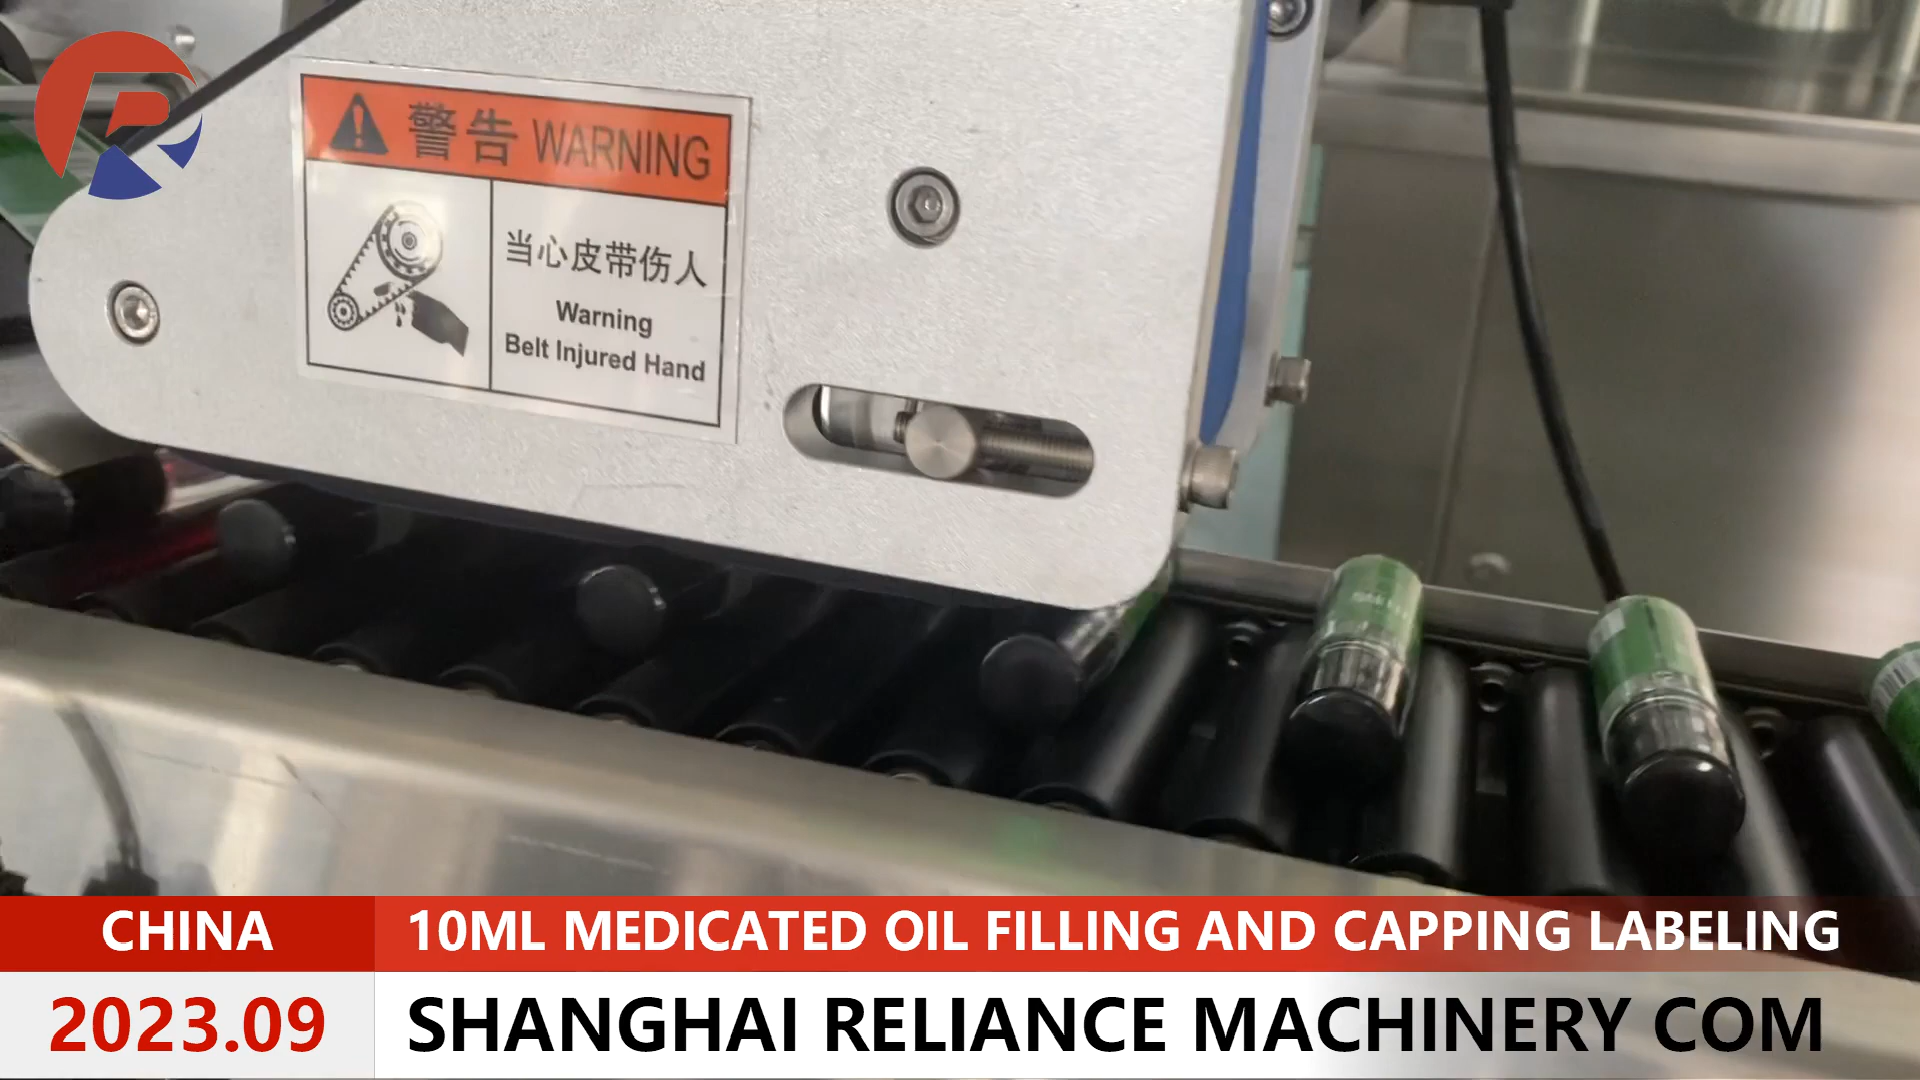 警告 WARNING
当心皮带伤人
Warning
Belt Injured Hand
CHINA
10ML MEDICATED OIL FILLING AND CAPPING LABELING
2023.09
SHANGHAI RELIANCE MACHINERY COM